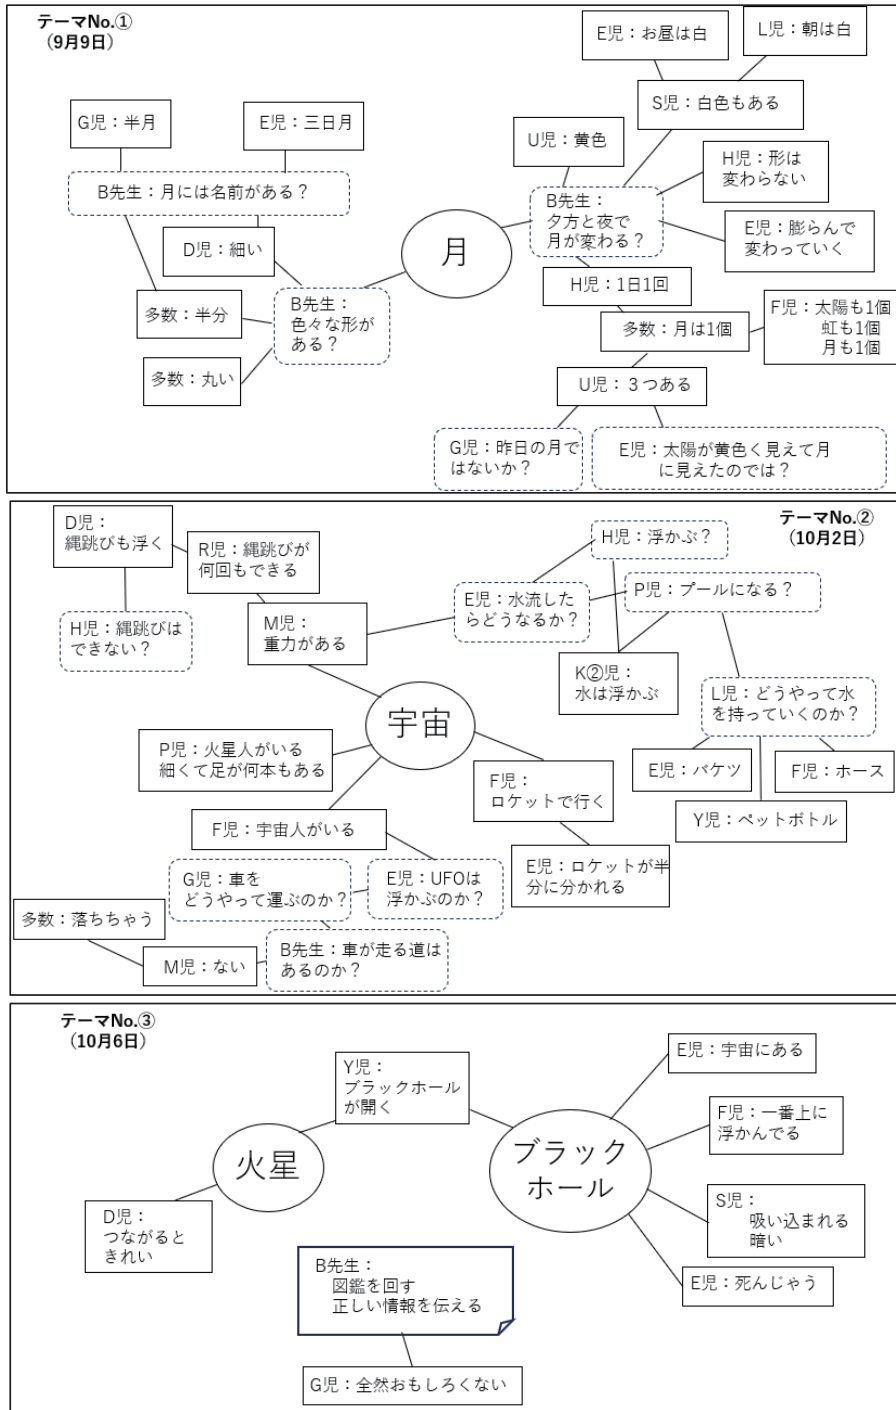 テーマNo.①
（9月9日）
E児：お昼は白
L児：朝は白
S児：白色もある
G児：半月
E児：三日月
U児：黄色
H児：形は
変わらない
B先生：月には名前がある？
B先生：
夕方と夜で
月が変わる？
月
E児：膨らんで
変わっていく
D児：細い
H児：1日1回
B先生：
色々な形が
ある？
多数：半分
多数：月は1個
F児：太陽も1個
虹も1個
月も1個
多数：丸い
U児：３つある
G児：昨日の月で
はないか？
E児：太陽が黄色く見えて月
に見えたのでは？
テーマNo.②
（10月2日）
D児：
縄跳びも浮く
R児：縄跳びが
何回もできる
H児：浮かぶ？
H児：縄跳びは
できない？
M児：
重力がある
E児：水流した
らどうなるか？
P児：プールになる？
K②児：
水は浮かぶ
L児：どうやって水
を持っていくのか？
宇宙
P児：火星人がいる
細くて足が何本もある
E児：バケツ
F児：ホース
Y児：ペットボトル
F児：
ロケットで行く
F児：宇宙人がいる
E児：ロケットが半
分に分かれる
G児：車を
どうやって運ぶのか？
E児：UFOは
浮かぶのか？
多数：落ちちゃう
M児：ない
B先生：車が走る道は
あるのか？
テーマNo.③
（10月6日）
Y児：
ブラックホール
が開く
E児：宇宙にある
F児：一番上に
浮かんでる
火星
ブラック
ホール
D児：
つながると
きれい
S児：
吸い込まれる
暗い
E児：死んじゃう
B先生：
図鑑を回す
正しい情報を伝える
G児：全然おもしろくない